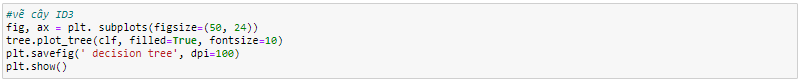 #vẽ cây ID3
fig, ax = plt. subplots(figsize=(50, 24))
tree.plot_tree(clf, filled=True, fontsize=10)
plt.savefig(' decision tree', dpi=100)
plt.show()